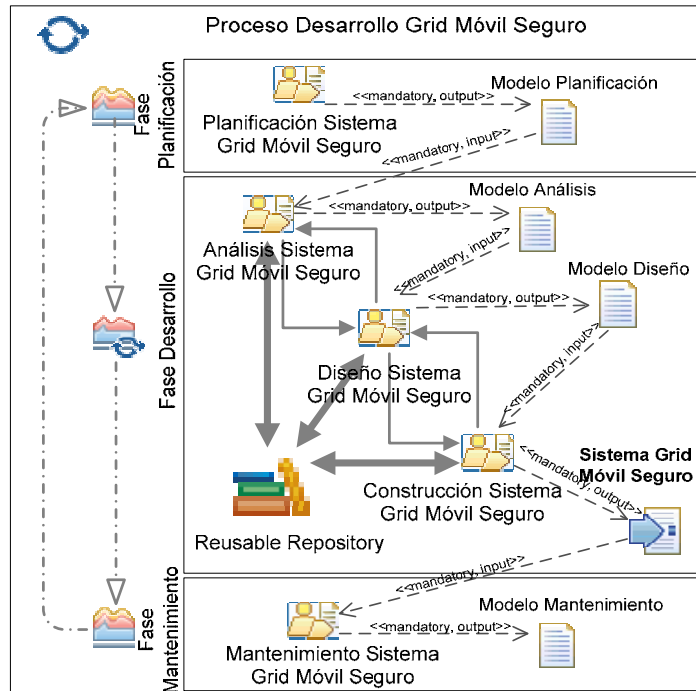 Proceso Desarrollo Grid Móvil Seguro
Fase
Planificación
Planificación Sistema
Grid Móvil Seguro
<<mandatory, output>>
Modelo Planificación
<<mandatory, input>>
Fase Desarrollo
Análisis Sistema
Grid Móvil Seguro
<<mandatory, output>>
Modelo Análisis
<<mandatory, input>>
Diseño Sistema
Grid Móvil Seguro
<<mandatory, output>>
Modelo Diseño
<<mandatory, input>>
Reusable Repository
Construcción Sistema
Grid Móvil Seguro
<<mandatory, output>>
Sistema Grid
Móvil Seguro
<<mandatory, input>>
Fase
Mantenimiento
Mantenimiento Sistema
Grid Móvil Seguro
<<mandatory, output>>
Modelo Mantenimiento